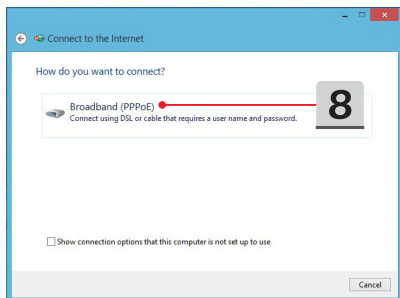 Connect to the Internet
How do you want to connect?
Broadband (PPPoE)
Connect using DSL or cable that requires a user name and password.
8
Show connection options that this computer is not set up to use
Cancel